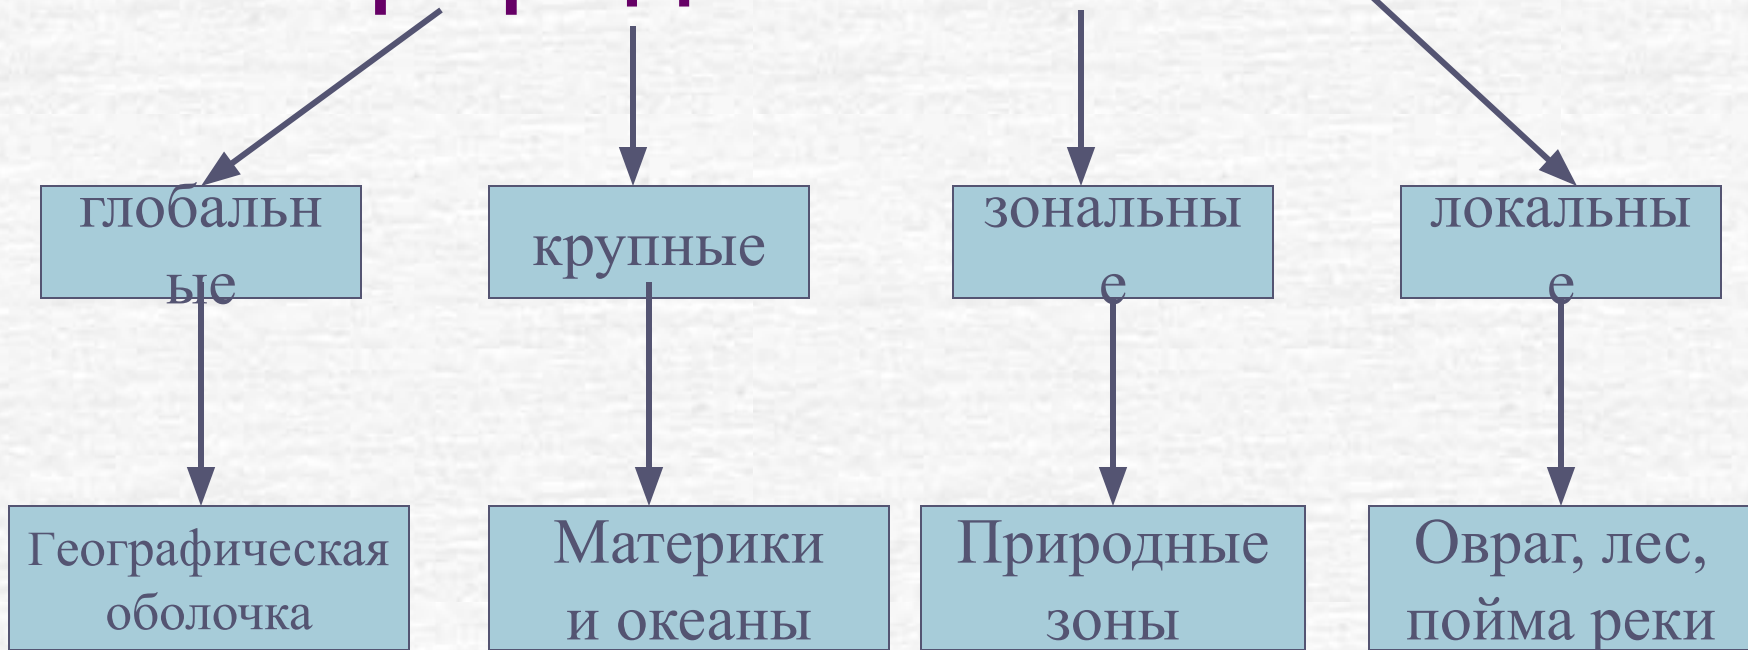 глобальн
ые
крупные
зональны
е
локальны
е
Географическая
оболочка
Материки
и океаны
Природные
зоны
Овраг, лес,
пойма реки